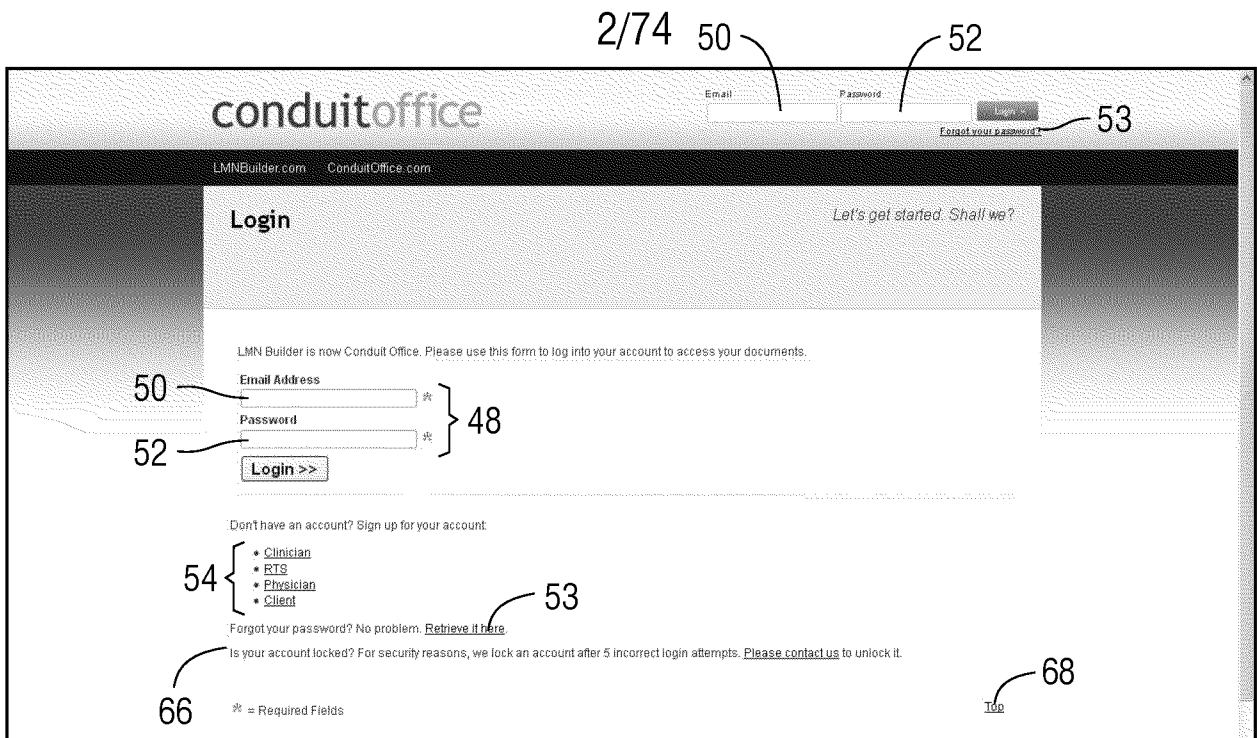 2/74
50
52
Email
Password
conduitoffice
Login >
Forgot your password?
53
LMNBuilder.com ConduitOffice.com
Login
Let's get started. Shall we?
LMN Builder is now Conduit Office. Please use this form to log into your account to access your documents.
Email Address
50
*
Password
48
52
*
Login >>
Don't have an account? Sign up for your account:
* Clinician
* RTS
* Physician
* Client
54
53
Forgot your password? No problem. Retrieve it here.
Is your account locked? For security reasons, we lock an account after 5 incorrect login attempts. Please contact us to unlock it.
66
68
* = Required Fields
Top